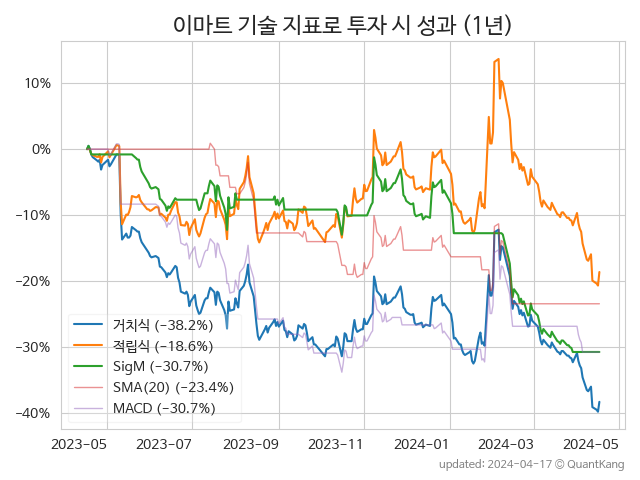 이마트 기술 지표로 투자 시 성과 (1년)
10%
0%
−10%
−20%
−30%
−40%
거치식 (−38.2%)
적립식 (−18.6%)
SigM (−30.7%)
SMA(20) (−23.4%)
MACD (−30.7%)
2023−05
2023−07
2023−09
2023−11
2024−01
2024−03
2024−05
updated: 2024−04−17 ⓒ QuantKang